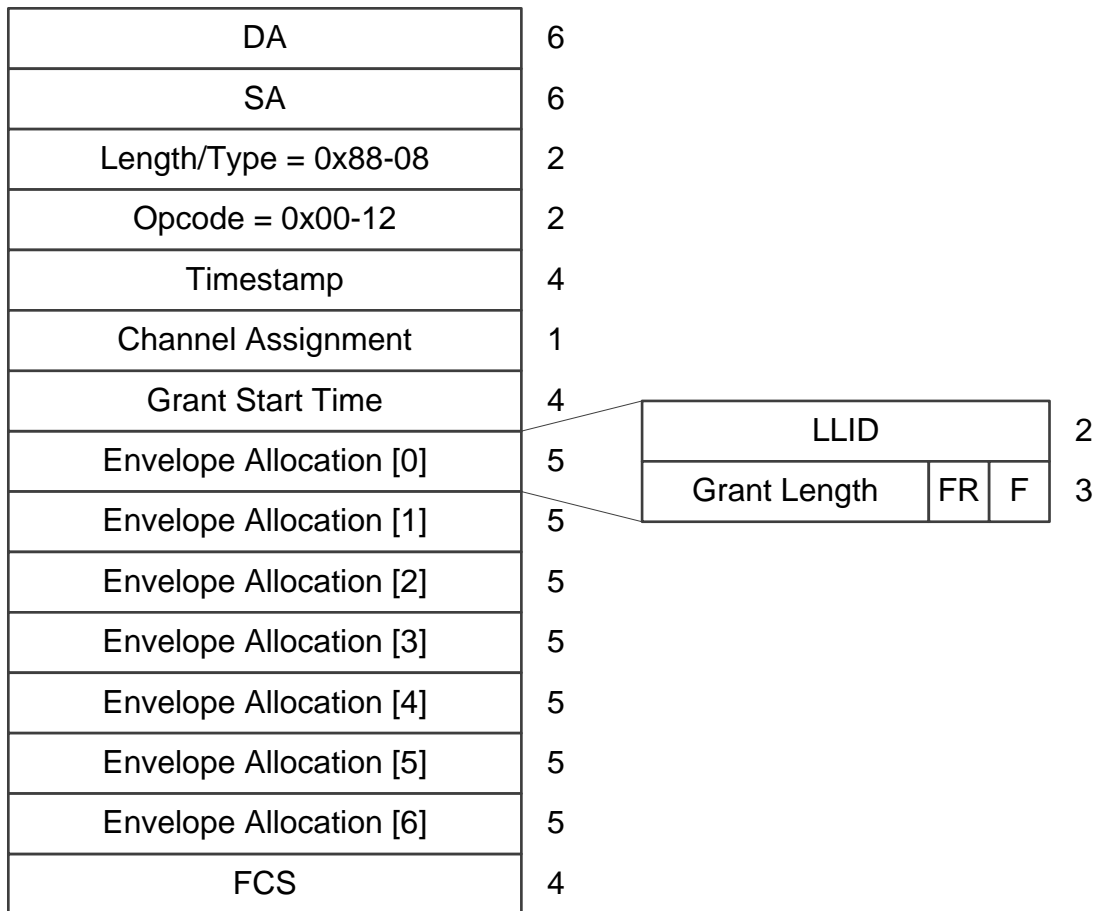 DA 6
SA 6
Length/Type = 0x88-08 2
Opcode = 0x00-12 2
Timestamp 4
Channel Assignment 1
Grant Start Time 4
Envelope Allocation [0] 5
Envelope Allocation [1] 5
Envelope Allocation [2] 5
Envelope Allocation [3] 5
Envelope Allocation [4] 5
Envelope Allocation [5] 5
Envelope Allocation [6] 5
FCS 4
LLID 2
Grant Length FR F 3